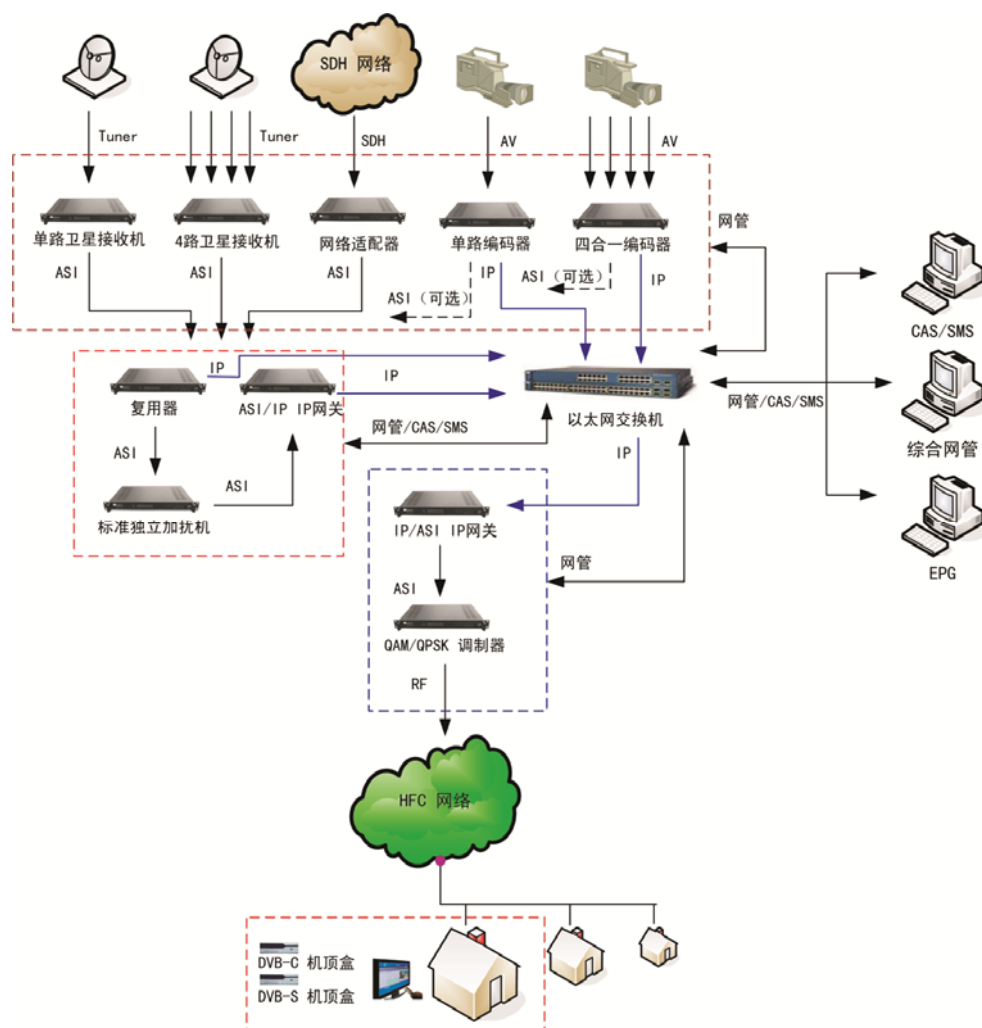 SDH 网络
Tuner
Tuner
SDH
AV
AV
单路卫星接收机
4路卫星接收机
网络适配器
单路编码器
四合一编码器
网管
ASI
ASI
ASI
IP
ASI（可选）
IP
ASI（可选）
CAS/SMS
IP
IP
复用器
ASI/IP IP网关
以太网交换机
网管/CAS/SMS
网管/CAS/SMS
综合网管
ASI
ASI
IP
标准独立加扰机
IP/ASI IP网关
网管
EPG
ASI
QAM/QPSK 调制器
RF
HFC 网络
DVB-C 机顶盒
DVB-S 机顶盒